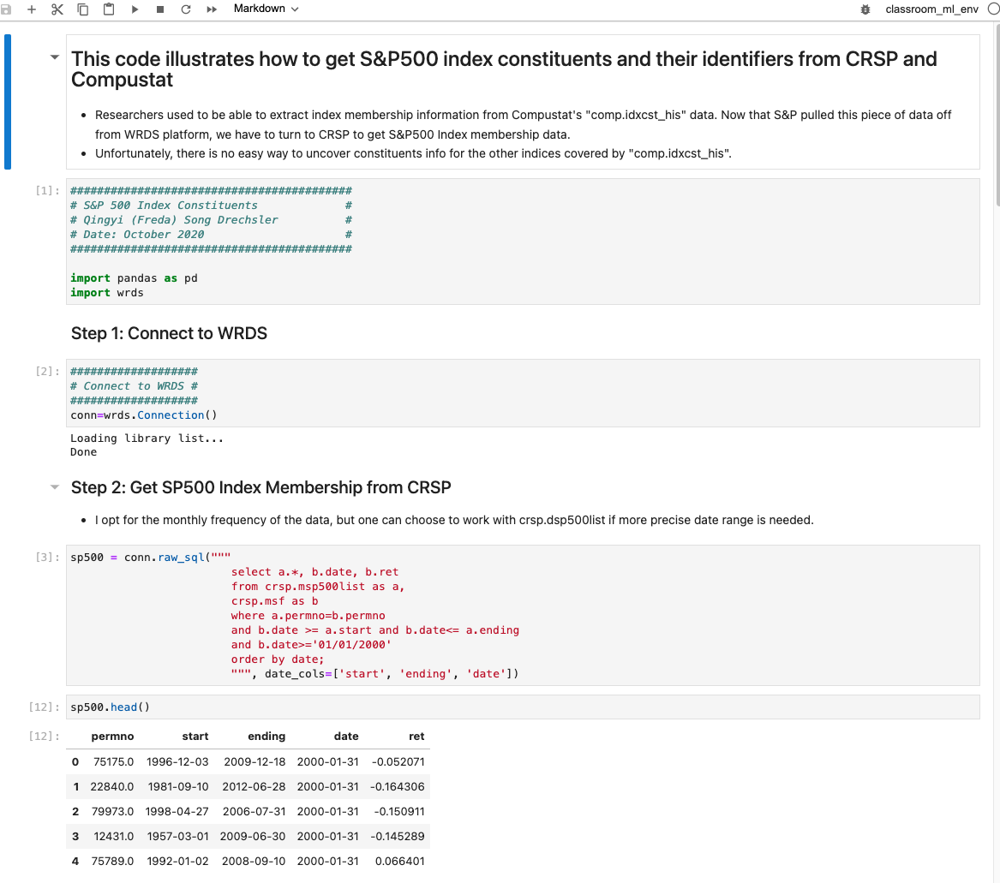 Markdown
classroom_ml_env
This code illustrates how to get S&P500 index constituents and their identifiers from CRSP and
Compustat
• Researchers used to be able to extract index membership information from Compustat's "comp.idxcst_his" data. Now that S&P pulled this piece of data off
from WRDS platform, we have to turn to CRSP to get S&P500 Index membership data.
• Unfortunately, there is no easy way to uncover constituents info for the other indices covered by "comp.idxcst_his".
[1]: ##########################################
# S&P 500 Index Constituents             #
# Qingyi (Freda) Song Drechsler          #
# Date: October 2020                     #
##########################################
import pandas as pd
import wrds
Step 1: Connect to WRDS
[2]: ###################
# Connect to WRDS #
###################
conn=wrds.Connection()
Loading library list...
Done
Step 2: Get SP500 Index Membership from CRSP
• I opt for the monthly frequency of the data, but one can choose to work with crsp.dsp500list if more precise date range is needed.
[3]: sp500 = conn.raw_sql("""
select a.*, b.date, b.ret
from crsp.msp500list as a,
crsp.msf as b
where a.permno=b.permno
and b.date >= a.start and b.date<= a.ending
and b.date>='01/01/2000'
order by date;
""", date_cols=['start', 'ending', 'date'])
[12]: sp500.head()
[12]: permno start ending date ret
0 75175.0 1996-12-03 2009-12-18 2000-01-31 -0.052071
1 22840.0 1981-09-10 2012-06-28 2000-01-31 -0.164306
2 79973.0 1998-04-27 2006-07-31 2000-01-31 -0.150911
3 12431.0 1957-03-01 2009-06-30 2000-01-31 -0.145289
4 75789.0 1992-01-02 2008-09-10 2000-01-31 0.066401